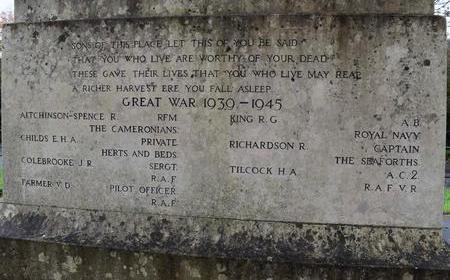 SONS OF THIS PLACE LET THIS OF YOU BE SAID
THAT YOU WHO LIVE ARE WORTHY OF YOUR DEAD
THESE GAVE THEIR LIVES THAT YOU WHO LIVE MAY REAP
A RICHER HARVEST ERE YOU FALL ASLEEP
GREAT WAR 1939-1945
AITCHINSON-SPENCE R. RFM
THE CAMERONIANS.
CHILDS E.H.A. PRIVATE
HERTS AND BEDS
COLEBROOKE J.R. SERGT.
R.A.F.
FARMER V.D. PILOT OFFICER
R.A.F.
KING R.G. A.B.
ROYAL NAVY
RICHARDSON R. CAPTAIN
THE SEAFORTHS.
TILCOCK H.A. A.C.2.
R.A.F.V.R.